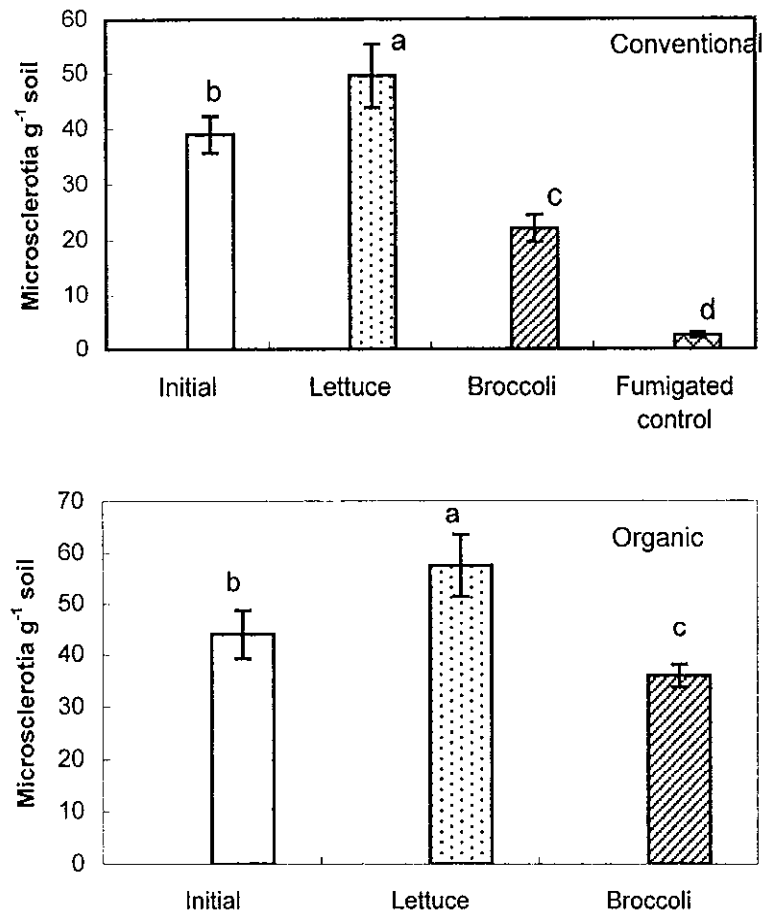 60
a
Conventional
50
b
40
30
c
20
10
d
0
Microsclerotia g⁻¹ soil
Initial Lettuce Broccoli Fumigated
control
70
a
Organic
60
b
50
c
40
30
20
10
0
Microsclerotia g⁻¹ soil
Initial Lettuce Broccoli